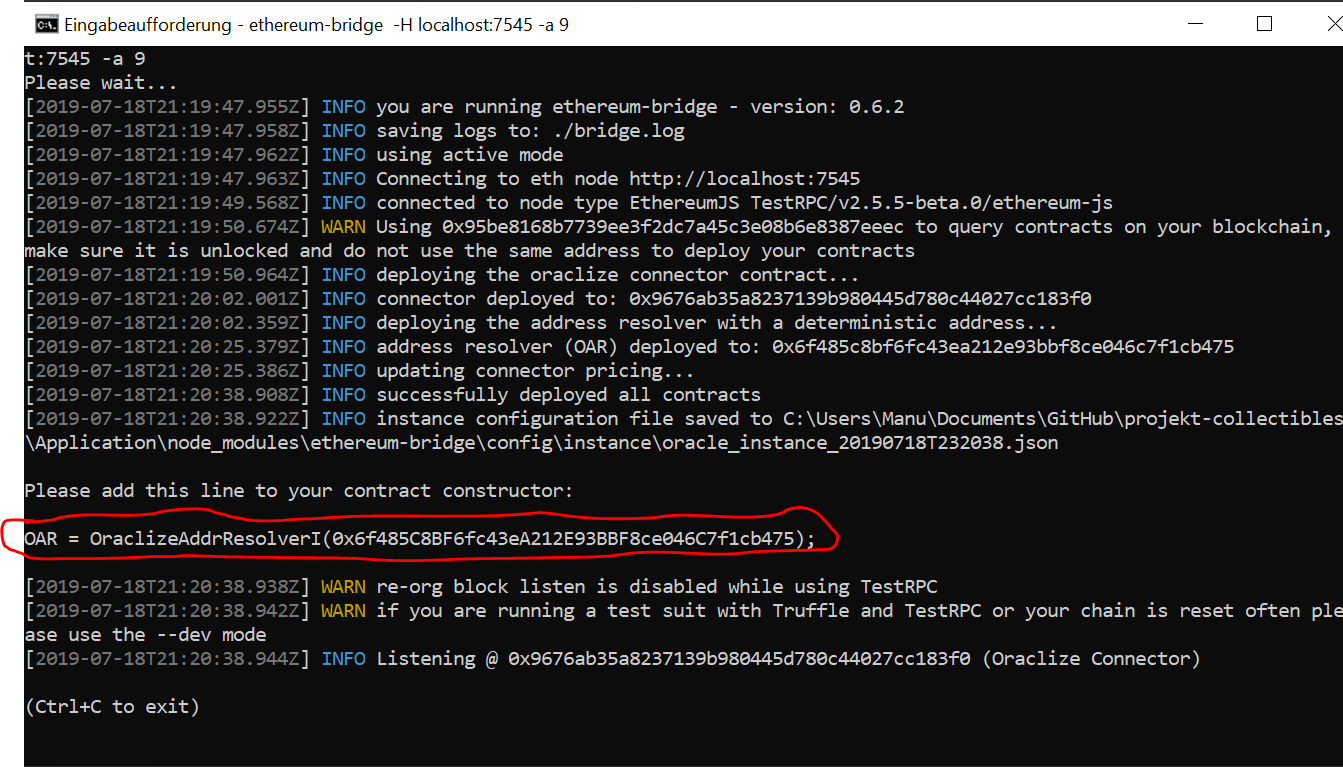 Eingabeaufforderung - ethereum-bridge -H localhost:7545 -a 9
t:7545 -a 9
Please wait...
[2019-07-18T21:19:47.955Z] INFO you are running ethereum-bridge - version: 0.6.2
[2019-07-18T21:19:47.958Z] INFO saving logs to: ./bridge.log
[2019-07-18T21:19:47.962Z] INFO using active mode
[2019-07-18T21:19:47.963Z] INFO Connecting to eth node http://localhost:7545
[2019-07-18T21:19:49.568Z] INFO connected to node type EthereumJS TestRPC/v2.5.5-beta.0/ethereum-js
[2019-07-18T21:19:50.674Z] WARN Using 0x95be8168b7739ee3f2dc7a45c3e08b6e8387eeec to query contracts on your blockchain,
make sure it is unlocked and do not use the same address to deploy your contracts
[2019-07-18T21:19:50.964Z] INFO deploying the oraclize connector contract...
[2019-07-18T21:20:02.001Z] INFO connector deployed to: 0x9676ab35a8237139b980445d780c44027cc183f0
[2019-07-18T21:20:02.359Z] INFO deploying the address resolver with a deterministic address...
[2019-07-18T21:20:25.379Z] INFO address resolver (OAR) deployed to: 0x6f485c8bf6fc43ea212e93bbf8ce046c7f1cb475
[2019-07-18T21:20:25.386Z] INFO updating connector pricing...
[2019-07-18T21:20:38.908Z] INFO successfully deployed all contracts
[2019-07-18T21:20:38.922Z] INFO instance configuration file saved to C:\Users\Manu\Documents\GitHub\projekt-collectibles
\Application\node_modules\ethereum-bridge\config\instance\oracle_instance_20190718T232038.json
Please add this line to your contract constructor:
OAR = OraclizeAddrResolverI(0x6f485C8BF6fc43eA212E93BBF8ce046C7f1cb475);
[2019-07-18T21:20:38.938Z] WARN re-org block listen is disabled while using TestRPC
[2019-07-18T21:20:38.942Z] WARN if you are running a test suit with Truffle and TestRPC or your chain is reset often ple
ase use the --dev mode
[2019-07-18T21:20:38.944Z] INFO Listening @ 0x9676ab35a8237139b980445d780c44027cc183f0 (Oraclize Connector)
(Ctrl+C to exit)